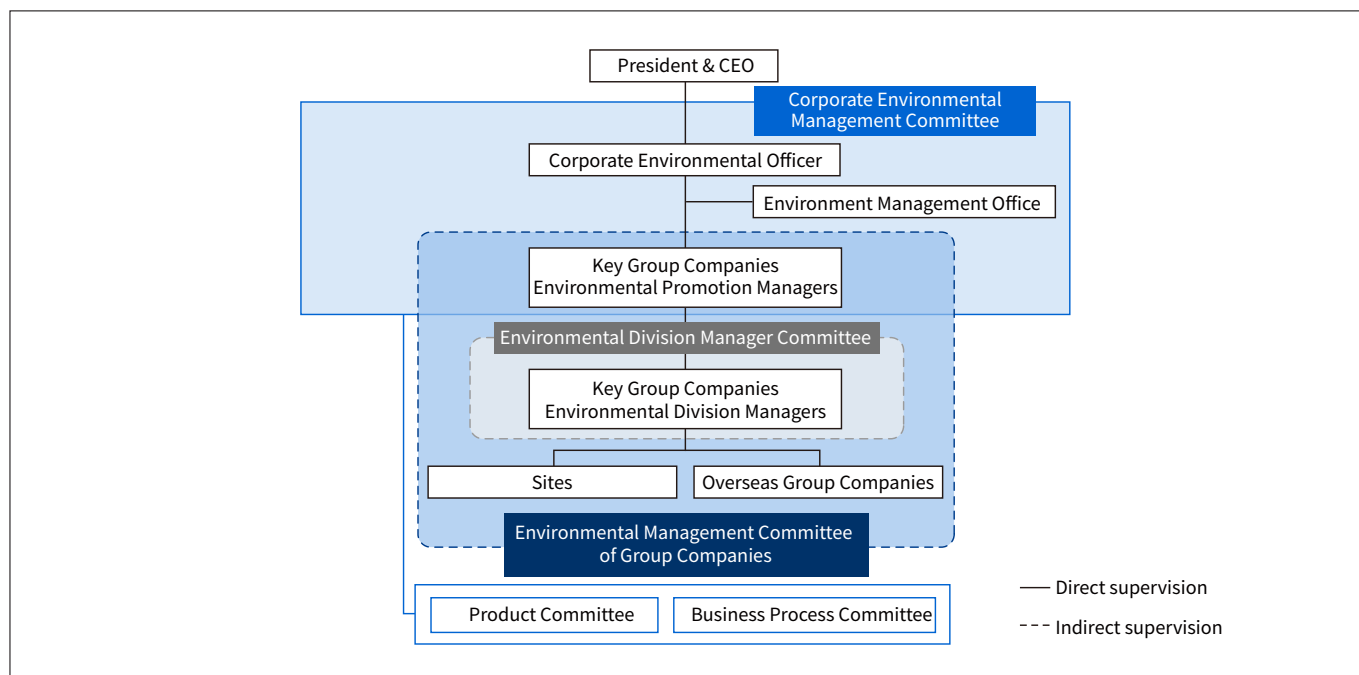 President & CEO
Corporate Environmental
Management Committee
Corporate Environmental Officer
Environment Management Office
Key Group Companies
Environmental Promotion Managers
Environmental Division Manager Committee
Key Group Companies
Environmental Division Managers
Sites
Overseas Group Companies
Environmental Management Committee
of Group Companies
Product Committee
Business Process Committee
Direct supervision
Indirect supervision